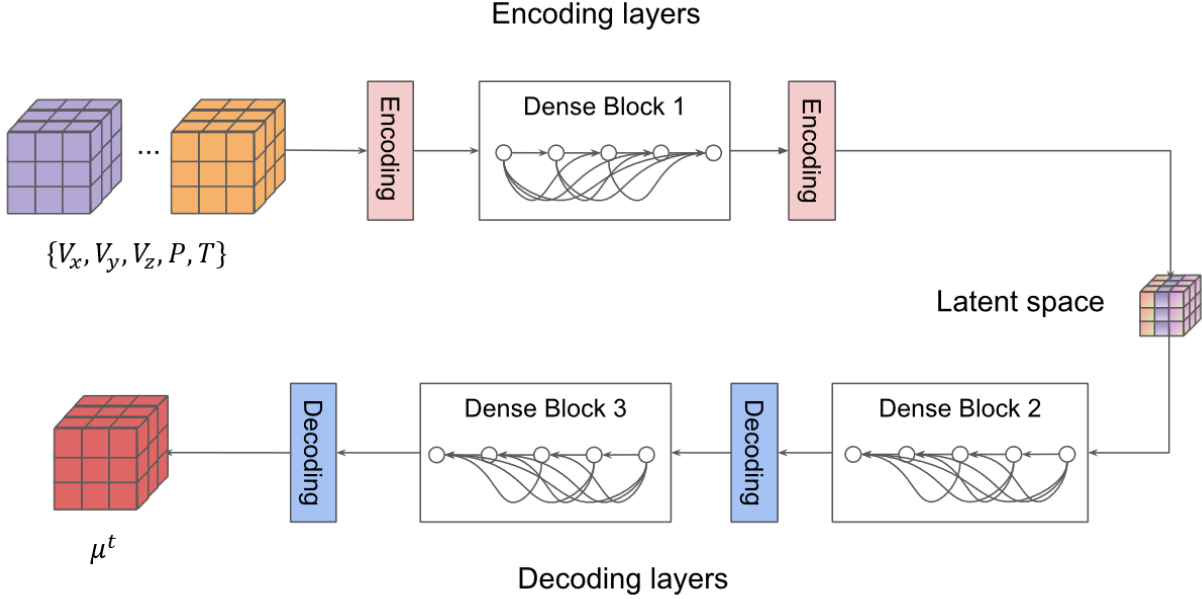 Encoding layers
Encoding
Dense Block 1
Encoding
...
{V_x, V_y, V_z, P, T}
Latent space
Decoding
Dense Block 3
Decoding
Dense Block 2
μ^t
Decoding layers